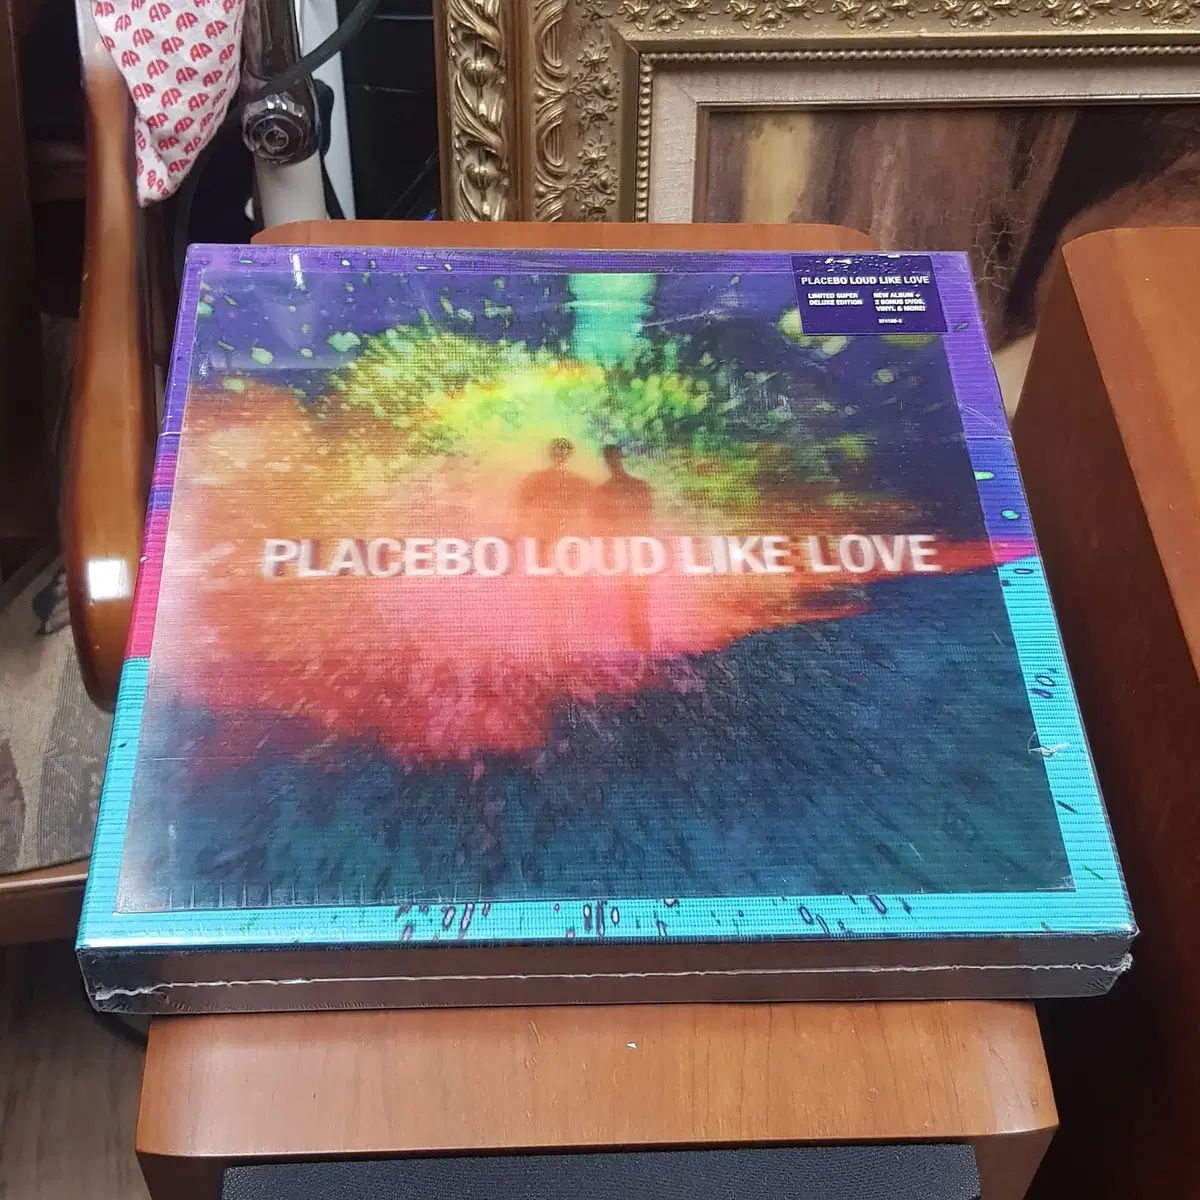 PLACEBO LOUD LIKE LOVE
LIMITED SUPER
DELUXE EDITION
NEW ALBUM +
2 BONUS DVDS,
VINYL & MORE!
PLACEBO LOUD LIKE LOVE